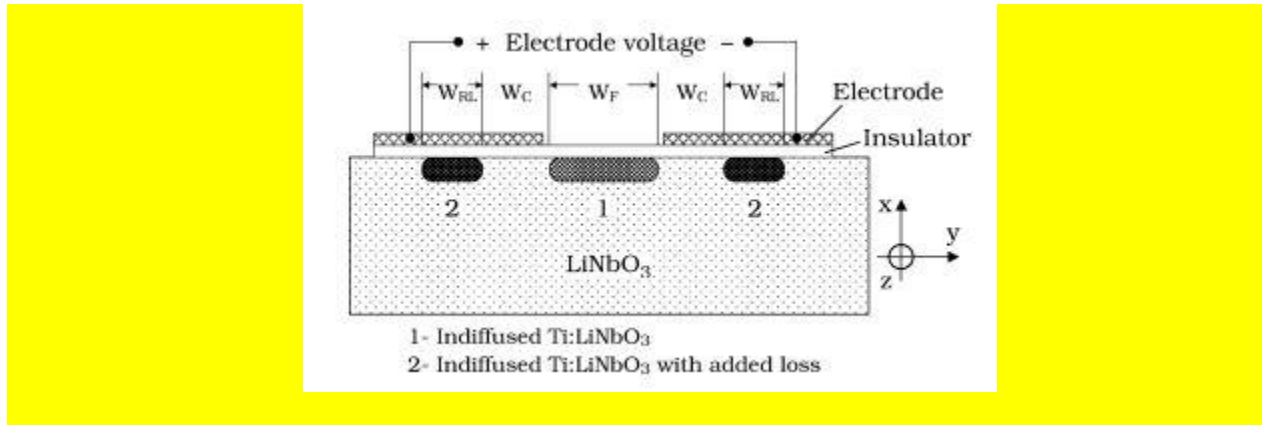 + Electrode voltage –
W_RL W_C W_F W_C W_RL Electrode
Insulator
2 1 2
x
y
LiNbO₃
z
1- Indiffused Ti:LiNbO₃
2- Indiffused Ti:LiNbO₃ with added loss